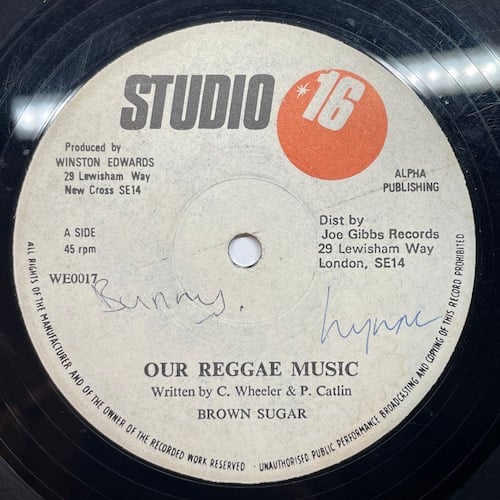 STUDIO 16
Produced by
WINSTON EDWARDS
29 Lewisham Way
New Cross SE14
ALPHA
PUBLISHING
A SIDE
45 rpm
Dist by
Joe Gibbs Records
29 Lewisham Way
London, SE14
WE0017
Bunny.
Lynne
OUR REGGAE MUSIC
Written by C. Wheeler & P. Catlin
BROWN SUGAR
ALL RIGHTS OF THE MANUFACTURER AND OF THE OWNER OF THE RECORDED WORK RESERVED - UNAUTHORISED PUBLIC PERFORMANCE BROADCASTING AND COPYING OF THIS RECORD PROHIBITED